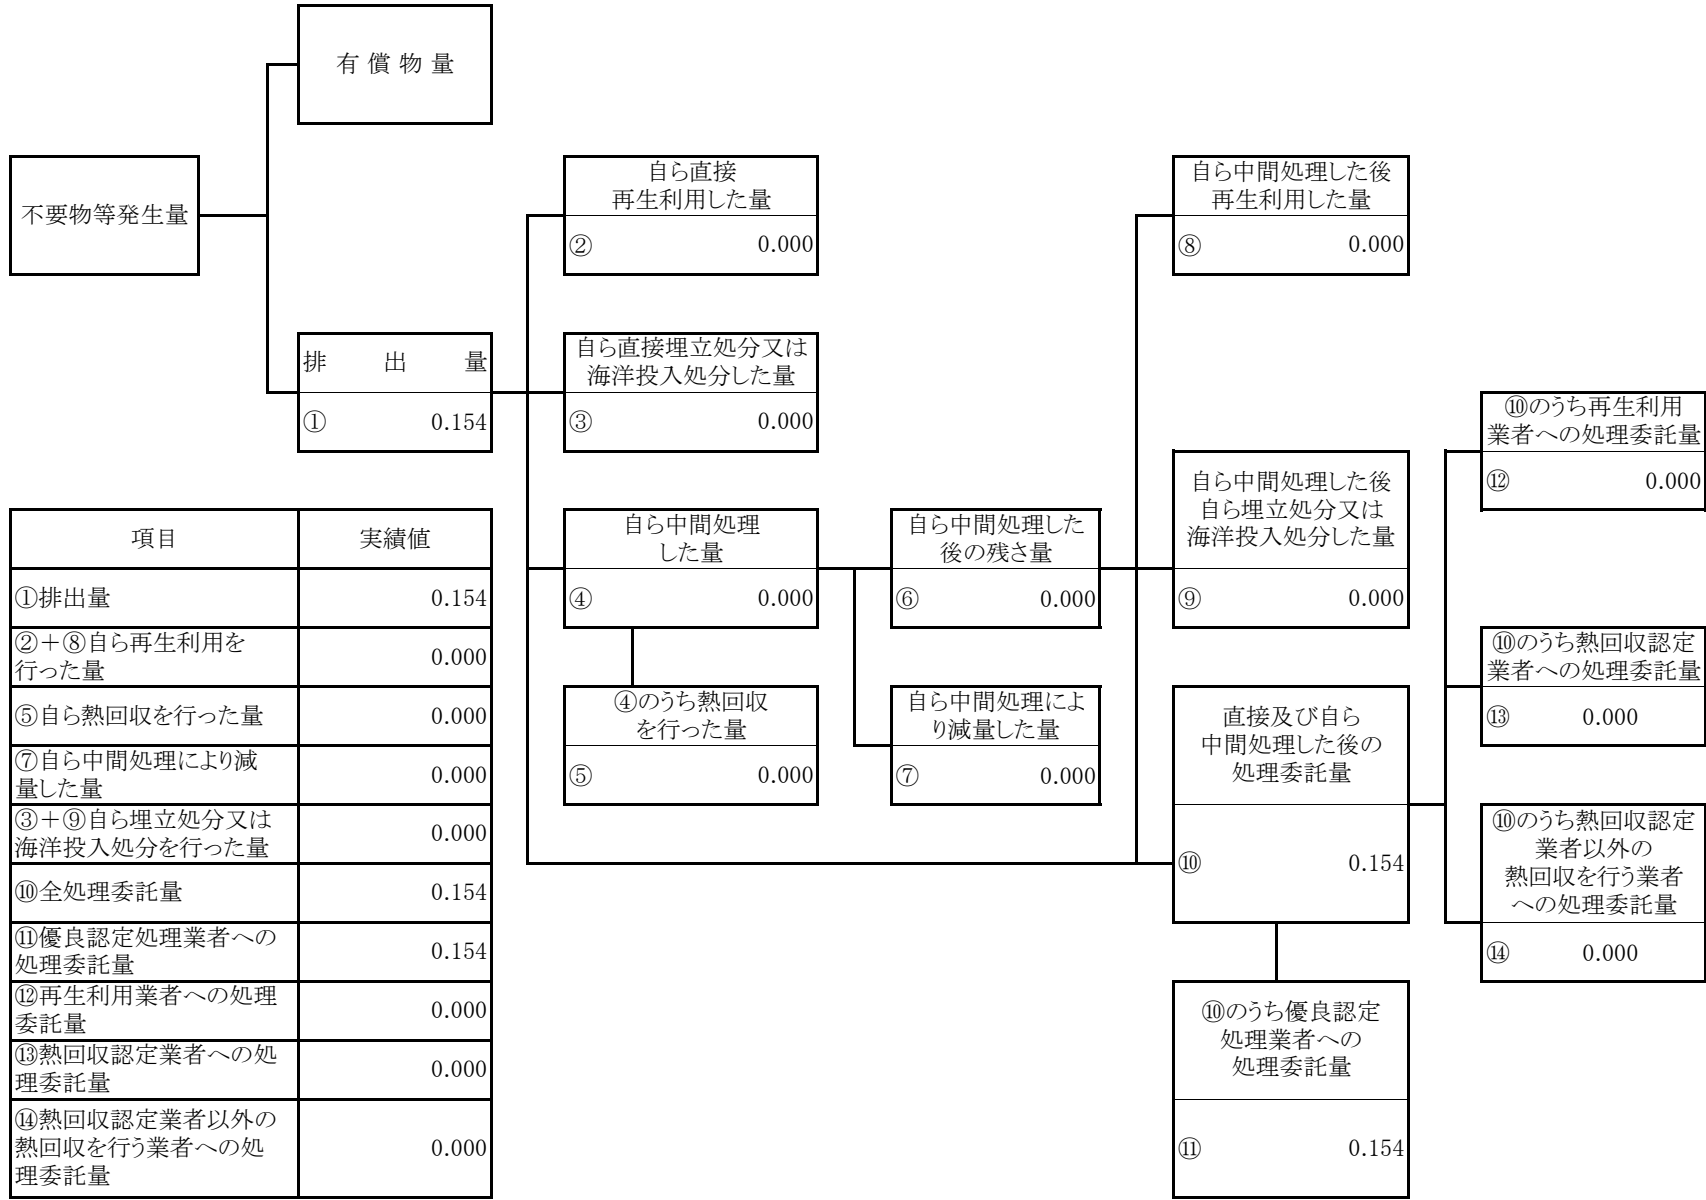 有償物量
不要物等発生量
自ら直接
再生利用した量
② 0.000
自ら中間処理した後
再生利用した量
⑧ 0.000
排出量
① 0.154
自ら直接埋立処分又は
海洋投入処分した量
③ 0.000
⑩のうち再生利用
業者への処理委託量
⑫ 0.000
自ら中間処理した後
自ら埋立処分又は
海洋投入処分した量
⑨ 0.000
自ら中間処理
した量
④ 0.000
自ら中間処理した
後の残さ量
⑥ 0.000
⑩のうち熱回収認定
業者への処理委託量
⑬ 0.000
④のうち熱回収
を行った量
⑤ 0.000
自ら中間処理によ
り減量した量
⑦ 0.000
直接及び自ら
中間処理した後の
処理委託量
⑩ 0.154
⑩のうち熱回収認定
業者以外の
熱回収を行う業者
への処理委託量
⑭ 0.000
⑩のうち優良認定
処理業者への
処理委託量
⑪ 0.154
項目 実績値
①排出量 0.154
②＋⑧自ら再生利用を
行った量 0.000
⑤自ら熱回収を行った量 0.000
⑦自ら中間処理により減
量した量 0.000
③＋⑨自ら埋立処分又は
海洋投入処分を行った量 0.000
⑩全処理委託量 0.154
⑪優良認定処理業者への
処理委託量 0.154
⑫再生利用業者への処理
委託量 0.000
⑬熱回収認定業者への処
理委託量 0.000
⑭熱回収認定業者以外の
熱回収を行う業者への処
理委託量 0.000